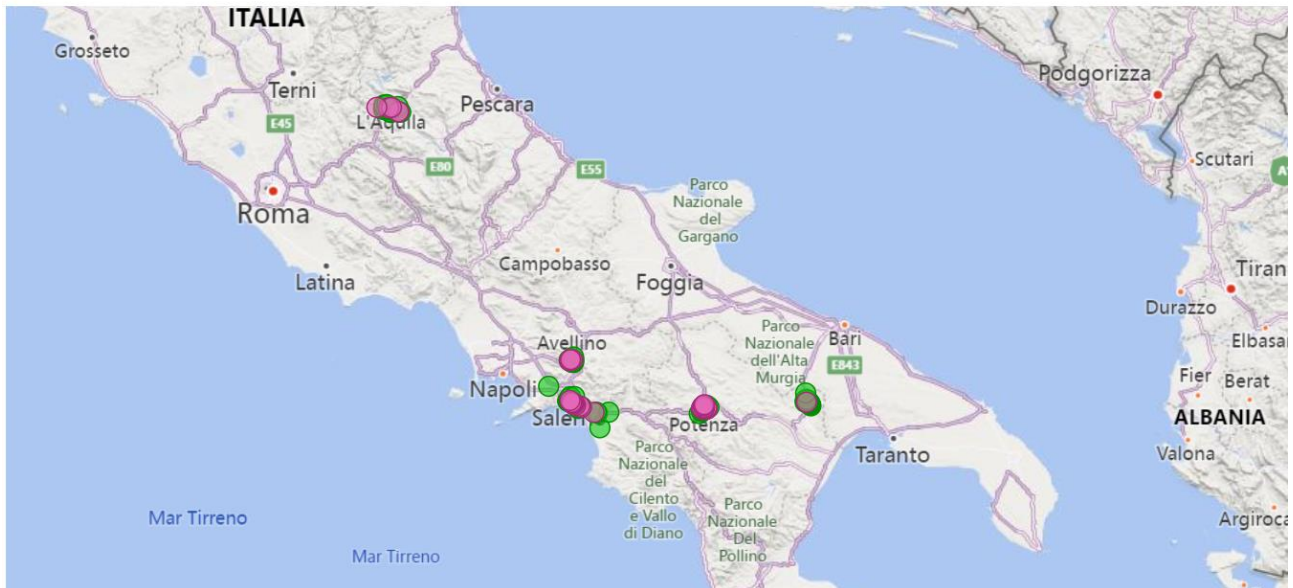 ITALIA
Grosseto
Terni
Pescara
L'Aquila
E45
E80
E55
Roma
Podgorizza
Scutari
Parco
Nazionale
del
Gargano
Latina
Campobasso
Foggia
Tiran
Durazzo
Elbasa
Avellino
Parco
Nazionale
dell'Alta
Murgia
Bari
E843
Napoli
Salern
Potenza
Taranto
Fier
Berat
ALBANIA
Valona
Parco
Nazionale
del
Cilento
e Vallo
di Diano
Parco
Nazionale
Del
Pollino
Mar Tirreno
Mar Tirreno
Argiroca